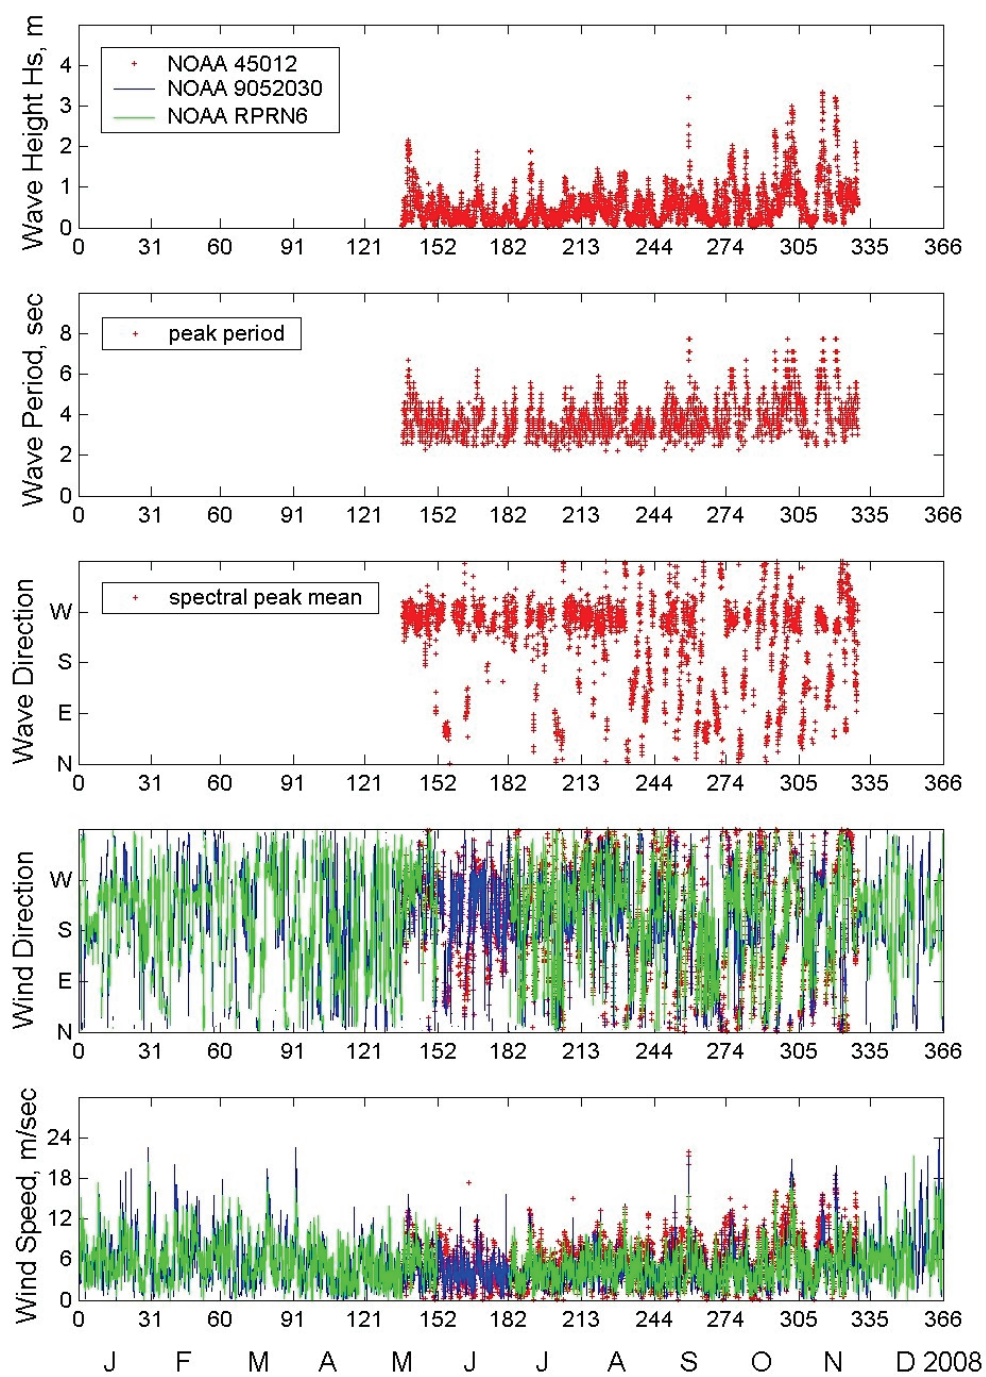 Wave Height Hs, m
4
3
2
1
0
NOAA 45012
NOAA 9052030
NOAA RPRN6
0 31 60 91 121 152 182 213 244 274 305 335 366
Wave Period, sec
8
6
4
2
0
peak period
0 31 60 91 121 152 182 213 244 274 305 335 366
Wave Direction
W
S
E
N
spectral peak mean
0 31 60 91 121 152 182 213 244 274 305 335 366
Wind Direction
W
S
E
N
0 31 60 91 121 152 182 213 244 274 305 335 366
Wind Speed, m/sec
24
18
12
6
0
0 31 60 91 121 152 182 213 244 274 305 335 366
J F M A M J J A S O N D 2008